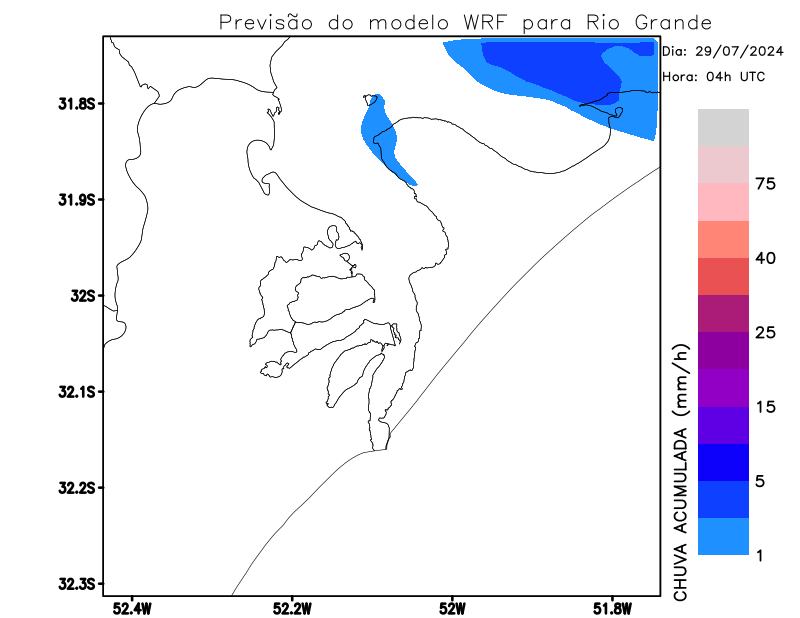 Previsão do modelo WRF para Rio Grande
Dia: 29/07/2024
Hora: 04h UTC
31.8S
31.9S
32S
32.1S
32.2S
32.3S
52.4W
52.2W
52W
51.8W
75
40
25
15
5
1
CHUVA ACUMULADA (mm/h)